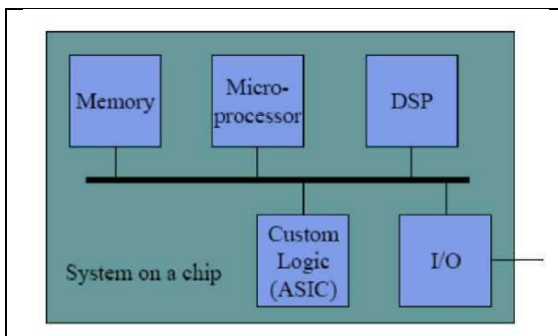 Memory
Micro-
processor
DSP
Custom
Logic
(ASIC)
I/O
System on a chip